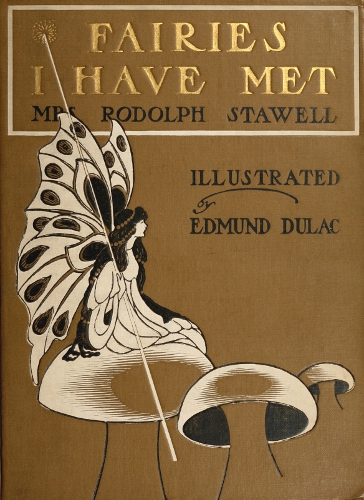 FAIRIES
I HAVE MET
MRS RODOLPH STAWELL
ILLUSTRATED
by
EDMUND DULAC